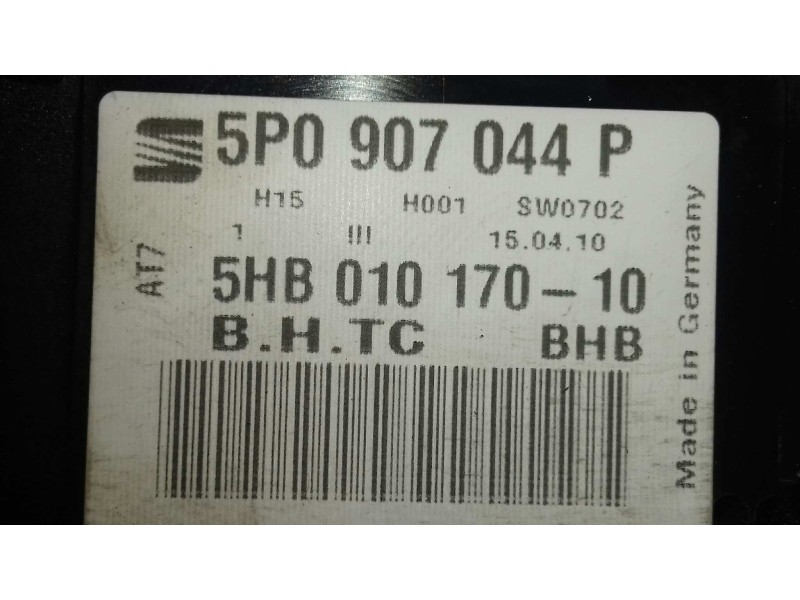 5P0 907 044 P
H15 H001 SW0702
1 III 15.04.10
AT7
5HB 010 170-10
B.H.TC BHB
Made in Germany